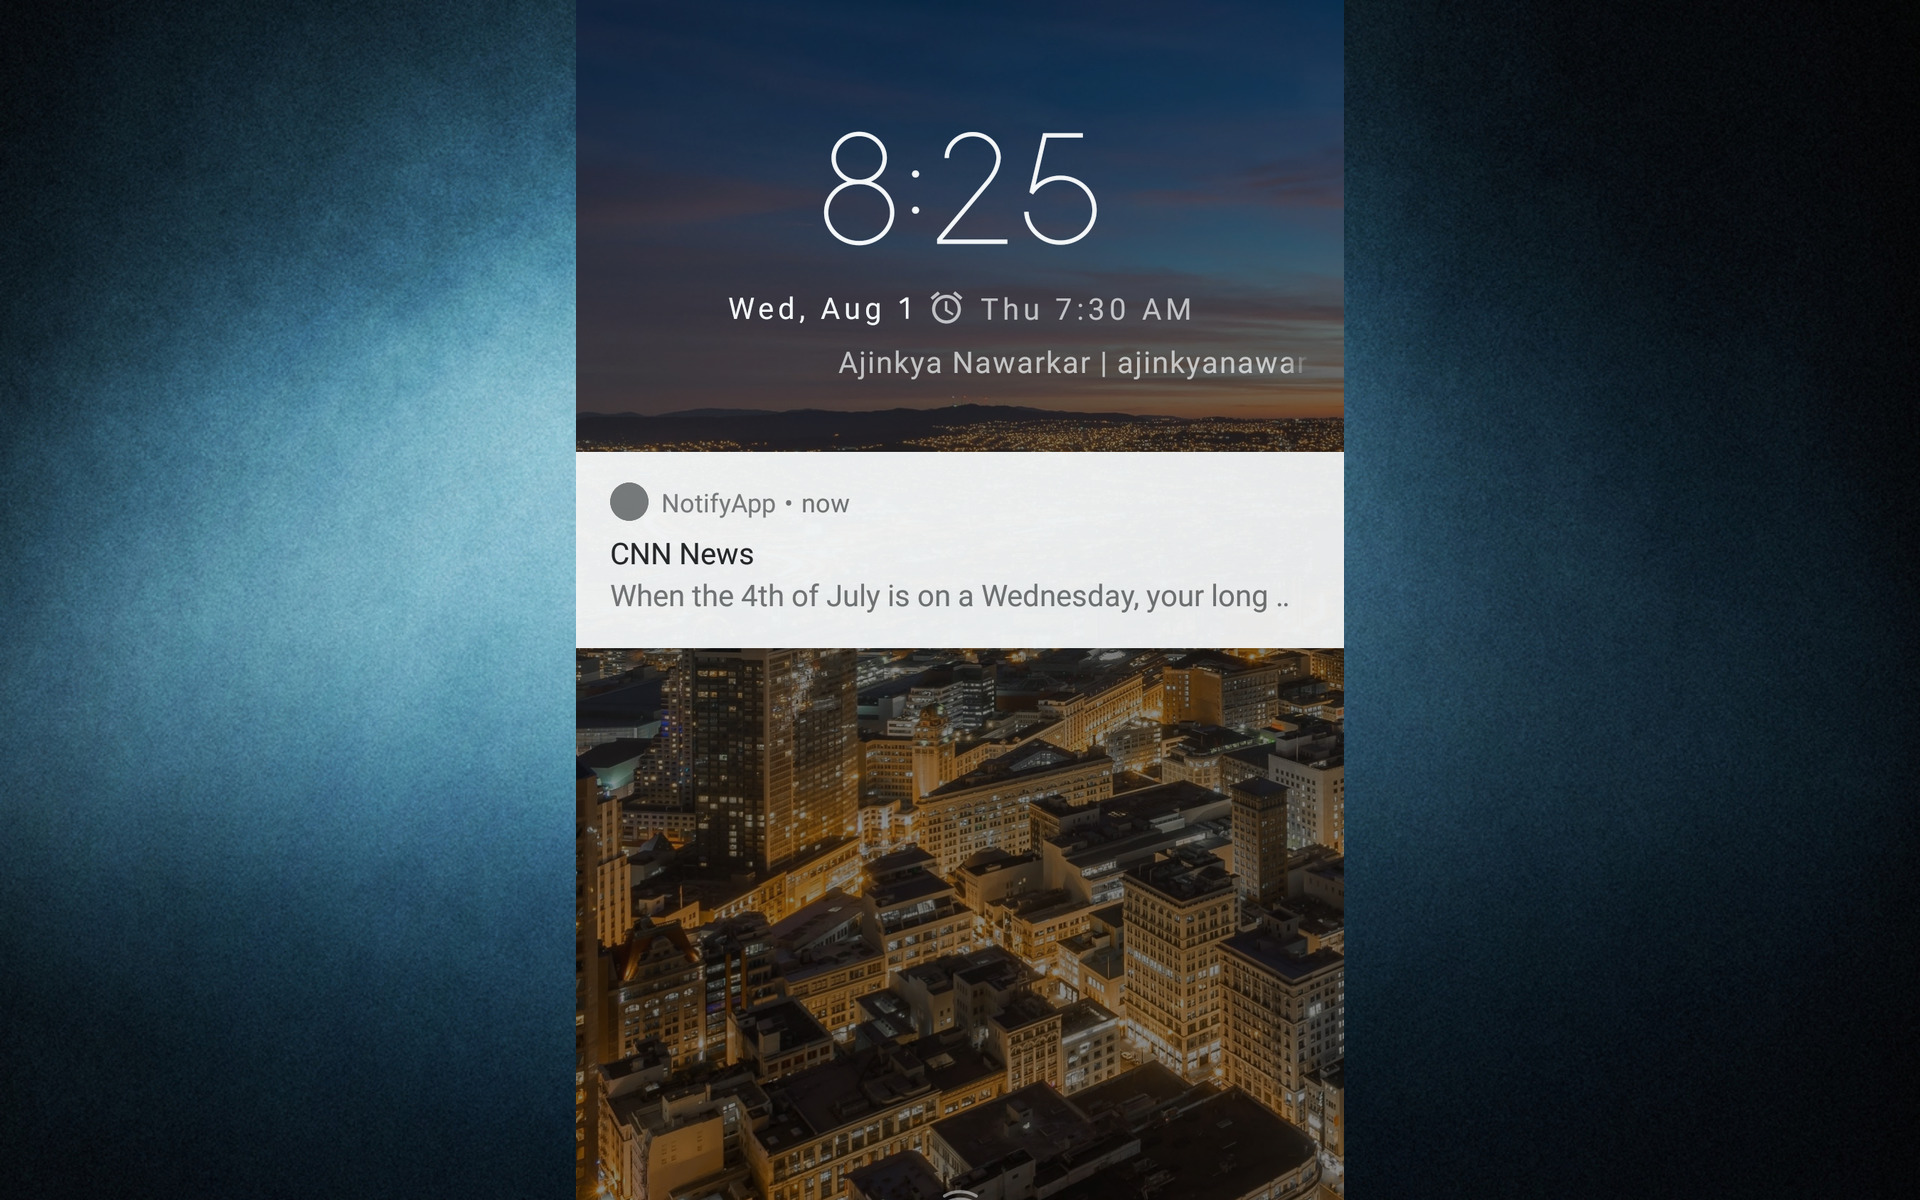 8:25
Wed, Aug 1 Thu 7:30 AM
Ajinkya Nawarkar | ajinkyanawar
NotifyApp • now
CNN News
When the 4th of July is on a Wednesday, your long ..